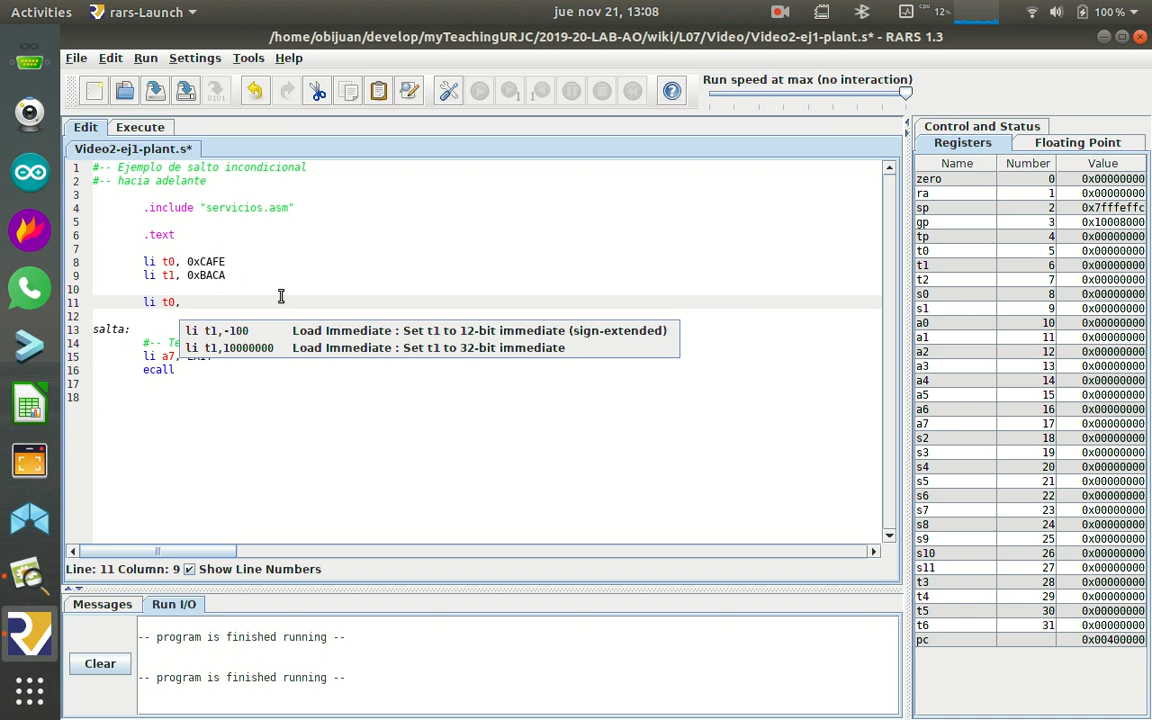 Activities rars-Launch jue nov 21, 13:08 cpu 12% 100%
/home/obijuan/develop/myTeachingURJC/2019-20-LAB-AO/wiki/L07/Video/Video2-ej1-plant.s* - RARS 1.3
File Edit Run Settings Tools Help
Run speed at max (no interaction)
Edit Execute
Video2-ej1-plant.s*
1 #-- Ejemplo de salto incondicional
2 #-- hacia adelante
3
4 .include "servicios.asm"
5
6 .text
7
8 li t0, 0xCAFE
9 li t1, 0xBACA
10
11 li t0,
12
li t1,-100 Load Immediate : Set t1 to 12-bit immediate (sign-extended)
li t1,10000000 Load Immediate : Set t1 to 32-bit immediate
13 salta:
14 #-- Te
15 li a7,
16 ecall
17
18
Line: 11 Column: 9 Show Line Numbers
Messages Run I/O
-- program is finished running --
-- program is finished running --
Clear
Control and Status
Registers Floating Point
Name Number Value
zero 0 0x00000000
ra 1 0x00000000
sp 2 0x7fffeffc
gp 3 0x10008000
tp 4 0x00000000
t0 5 0x00000000
t1 6 0x00000000
t2 7 0x00000000
s0 8 0x00000000
s1 9 0x00000000
a0 10 0x00000000
a1 11 0x00000000
a2 12 0x00000000
a3 13 0x00000000
a4 14 0x00000000
a5 15 0x00000000
a6 16 0x00000000
a7 17 0x00000000
s2 18 0x00000000
s3 19 0x00000000
s4 20 0x00000000
s5 21 0x00000000
s6 22 0x00000000
s7 23 0x00000000
s8 24 0x00000000
s9 25 0x00000000
s10 26 0x00000000
s11 27 0x00000000
t3 28 0x00000000
t4 29 0x00000000
t5 30 0x00000000
t6 31 0x00000000
pc 0x00400000